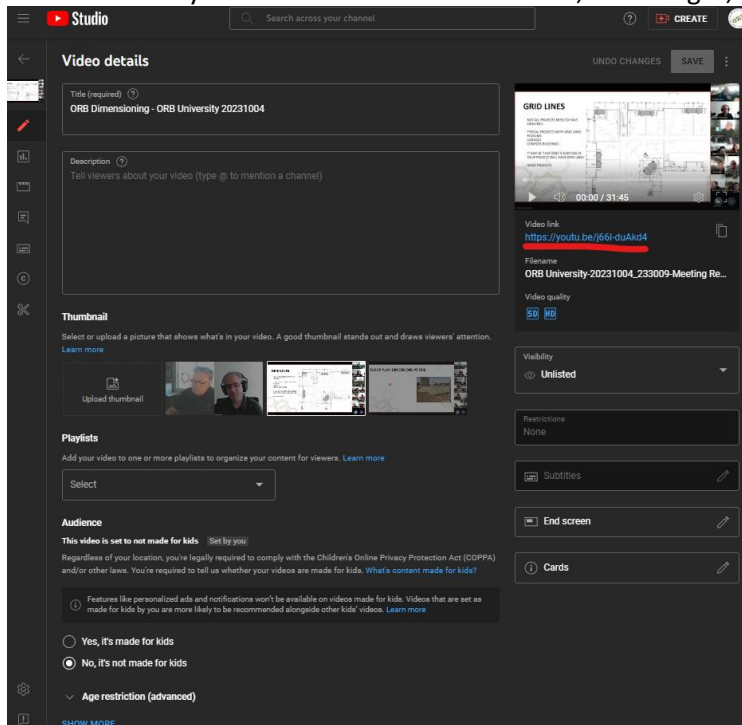 Studio
Search across your channel
CREATE
Video details
UNDO CHANGES
SAVE
Title (required)
ORB Dimensioning - ORB University 20231004
Description
Tell viewers about your video (type @ to mention a channel)
GRID LINES
00:00 / 31:45
Video link
https://youtu.be/j66I-duAkd4
Filename
ORB University-20231004_233009-Meeting Re...
Video quality
SD HD
Thumbnail
Select or upload a picture that shows what's in your video. A good thumbnail stands out and draws viewers' attention.
Learn more
Upload thumbnail
Visibility
Unlisted
Restrictions
None
Playlists
Add your video to one or more playlists to organize your content for viewers. Learn more
Select
Subtitles
Audience
End screen
This video is set to not made for kids Set by you
Regardless of your location, you're legally required to comply with the Children's Online Privacy Protection Act (COPPA)
and/or other laws. You're required to tell us whether your videos are made for kids. What's content made for kids?
Cards
Features like personalized ads and notifications won't be available on videos made for kids. Videos that are set as
made for kids by you are more likely to be recommended alongside other kids' videos. Learn more
Yes, it's made for kids
No, it's not made for kids
Age restriction (advanced)
SHOW MORE